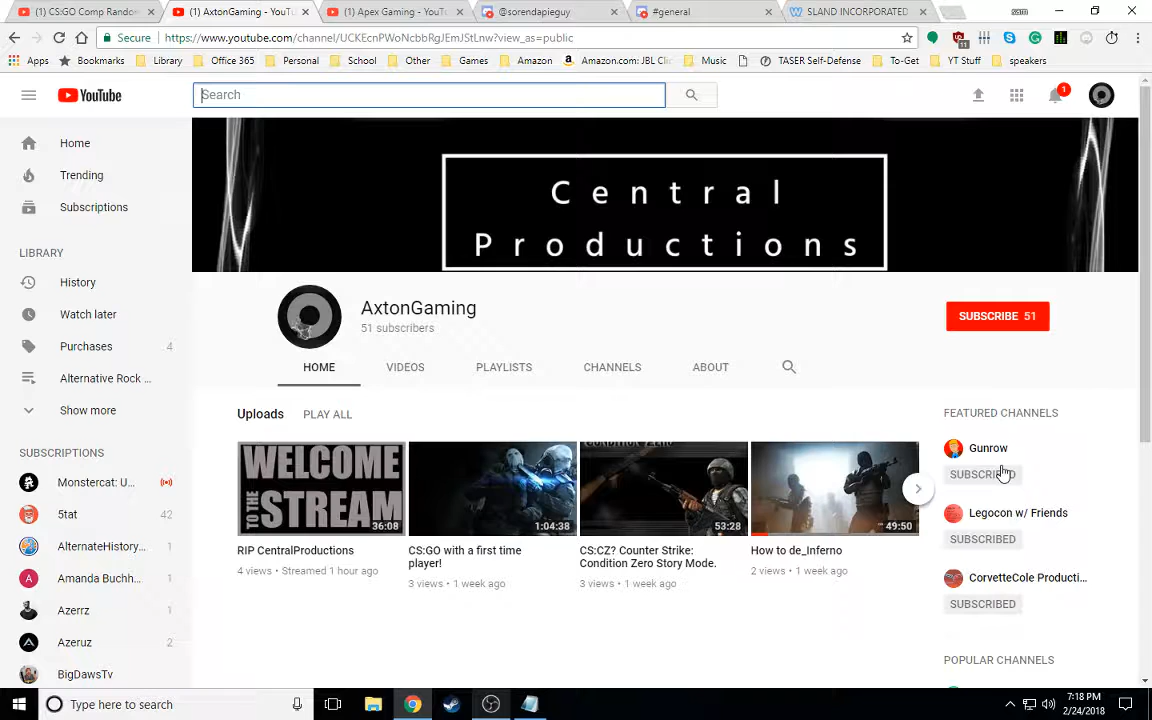 (1) CS:GO Comp Random
AxtonGaming - YouTu
(1) Apex Gaming - YouTu
@sorendapieguy
#general
SLAND INCORPORATED
sam
Secure
https://www.youtube.com/channel/UCKEcnPWoNcbbRgJEmJStLnw?view_as=public
11
Apps
Bookmarks
Library
Office 365
Personal
School
Other
Games
Amazon
Amazon.com: JBL Cli
Music
TASER Self-Defense
To-Get
YT Stuff
speakers
YouTube
Search
1
Home
Trending
Subscriptions
LIBRARY
History
Watch later
Purchases 4
Alternative Rock ...
Show more
SUBSCRIPTIONS
Monstercat: U...
5tat 42
AlternateHistory... 1
Amanda Buchh... 1
Azerrz 1
Azeruz 2
BigDawsTv
Central
Productions
AxtonGaming
51 subscribers
SUBSCRIBE 51
HOME
VIDEOS
PLAYLISTS
CHANNELS
ABOUT
Uploads
PLAY ALL
WELCOME
TO THE
STREAM
36:08
1:04:38
CONDITION ZERO
53:28
49:50
RIP CentralProductions
4 views • Streamed 1 hour ago
CS:GO with a first time
player!
3 views • 1 week ago
CS:CZ? Counter Strike:
Condition Zero Story Mode.
3 views • 1 week ago
How to de_Inferno
2 views • 1 week ago
FEATURED CHANNELS
Gunrow
SUBSCRIBED
Legocon w/ Friends
SUBSCRIBED
CorvetteCole Producti...
SUBSCRIBED
POPULAR CHANNELS
Type here to search
7:18 PM
2/24/2018